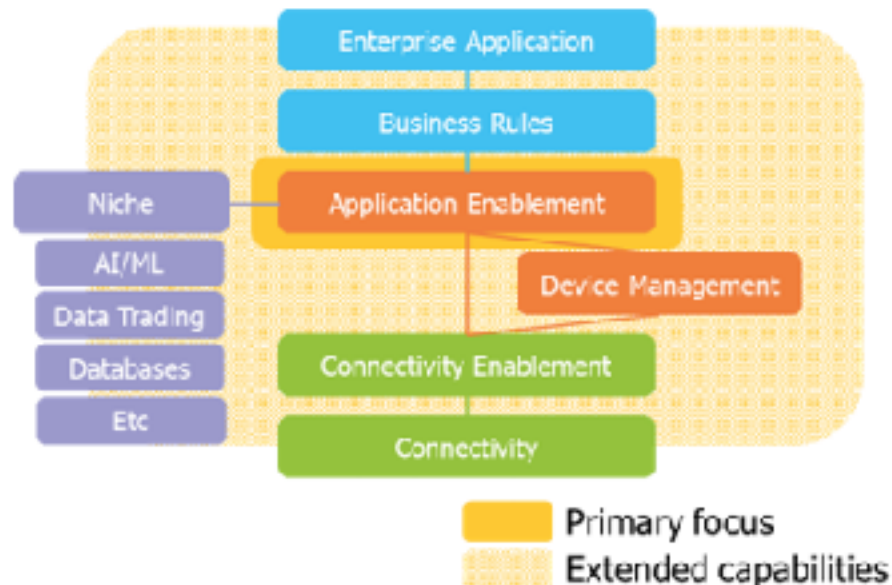 Enterprise Application
Business Rules
Niche
Application Enablement
AI/ML
Device Management
Data Trading
Databases
Connectivity Enablement
Etc
Connectivity
Primary focus
Extended capabilities